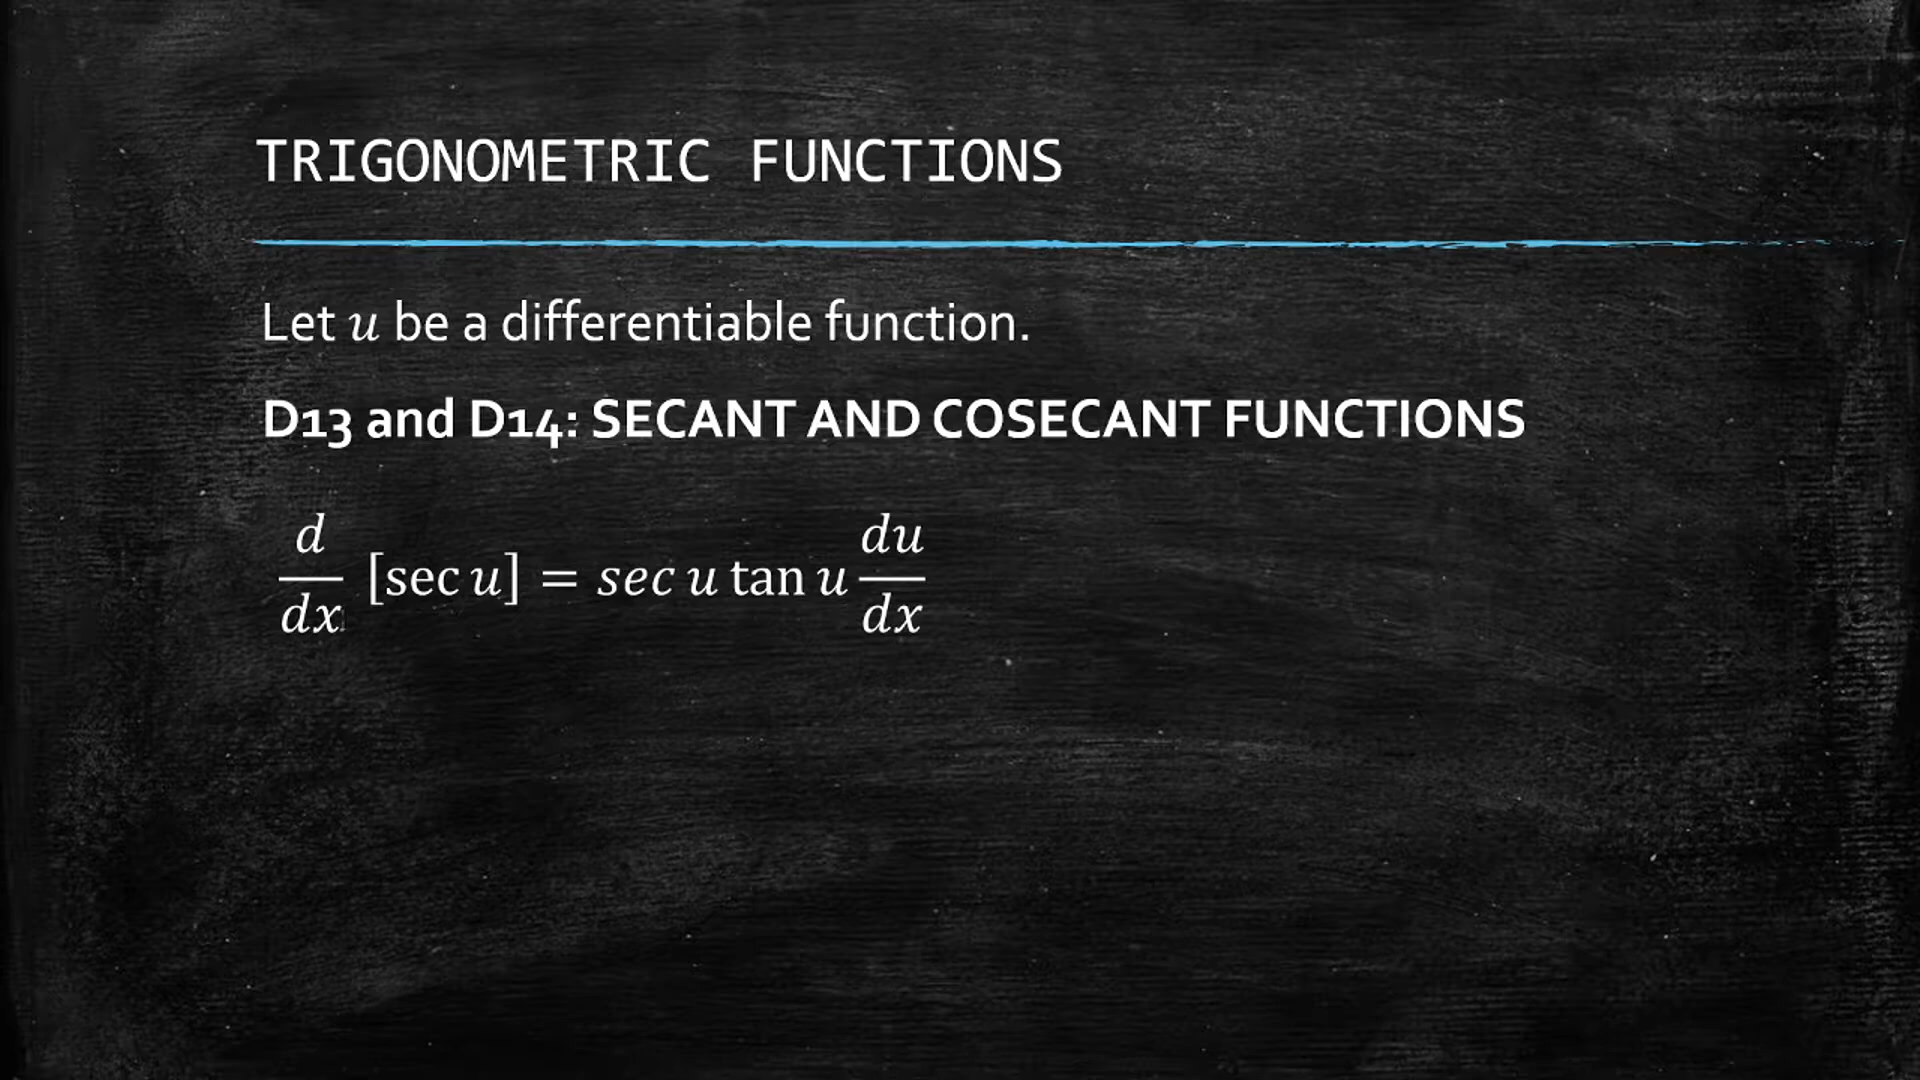 TRIGONOMETRIC FUNCTIONS
Let u be a differentiable function.
D13 and D14: SECANT AND COSECANT FUNCTIONS
d/dx [sec u] = sec u tan u du/dx